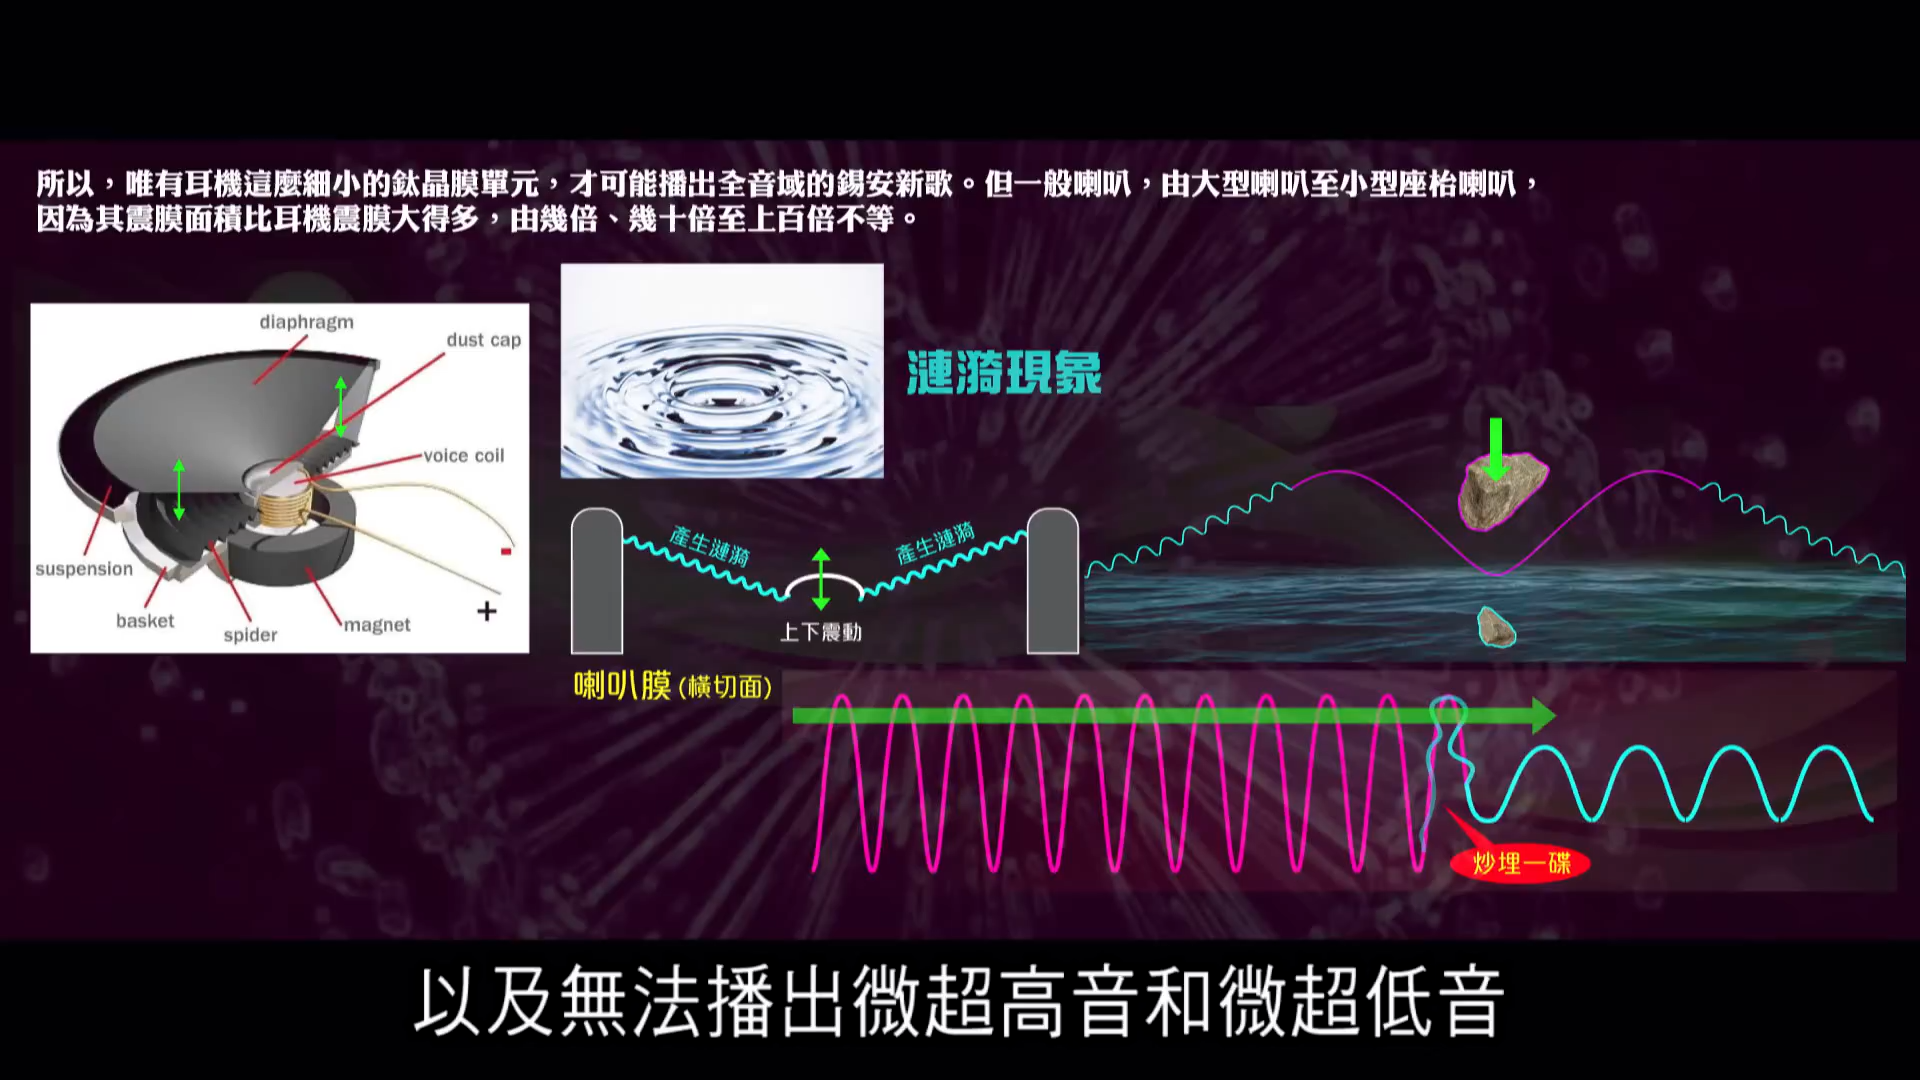 所以，唯有耳機這麼細小的鈦晶膜單元，才可能播出全音域的錫安新歌。但一般喇叭，由大型喇叭至小型座枱喇叭，
因為其震膜面積比耳機震膜大得多，由幾倍、幾十倍至上百倍不等。
diaphragm
dust cap
漣漪現象
voice coil
產生漣漪
產生漣漪
suspension
basket
spider
magnet
-
+
上下震動
喇叭膜 (橫切面)
炒埋一碟
以及無法播出微超高音和微超低音